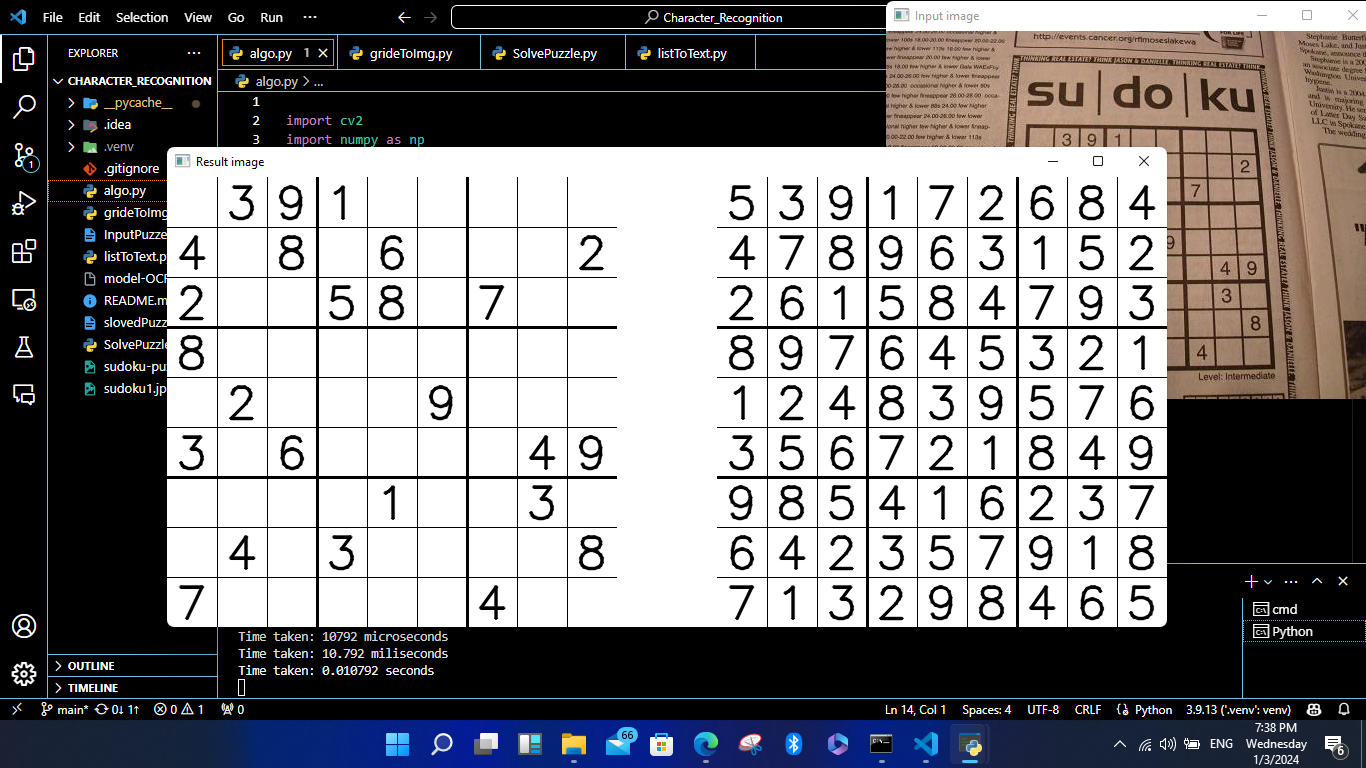 File Edit Selection View Go Run ··· Character_Recognition
Input image
EXPLORER
CHARACTER_RECOGNITION
__pycache__
.idea
.venv
.gitignore
algo.py
grideToImg
InputPuzze
listToText.p
model-OCR
README.m
slovedPuzz
SolvePuzzle
sudoku-pu
sudoku1.jp
OUTLINE
TIMELINE
algo.py 1 grideToImg.py SolvePuzzle.py listToText.py
algo.py > ...
1
2 import cv2
3 import numpy as np
http://events.cancer.org/rflmoseslakewa
su|do|ku
3 9 1
2
7
9
4 9
3
8
4
Level: Intermediate
Result image
3 9 1
4 8 6 2
2 5 8 7
8
2 9
3 6 4 9
1 3
4 3 8
7 4
5 3 9 1 7 2 6 8 4
4 7 8 9 6 3 1 5 2
2 6 1 5 8 4 7 9 3
8 9 7 6 4 5 3 2 1
1 2 4 8 3 9 5 7 6
3 5 6 7 2 1 8 4 9
9 8 5 4 1 6 2 3 7
6 4 2 3 5 7 9 1 8
7 1 3 2 9 8 4 6 5
cmd
Python
Time taken: 10792 microseconds
Time taken: 10.792 miliseconds
Time taken: 0.010792 seconds
main* 0↓ 1↑ 0 1 0 Ln 14, Col 1 Spaces: 4 UTF-8 CRLF Python 3.9.13 ('.venv': venv)
66
ENG
7:38 PM
Wednesday
1/3/2024
6